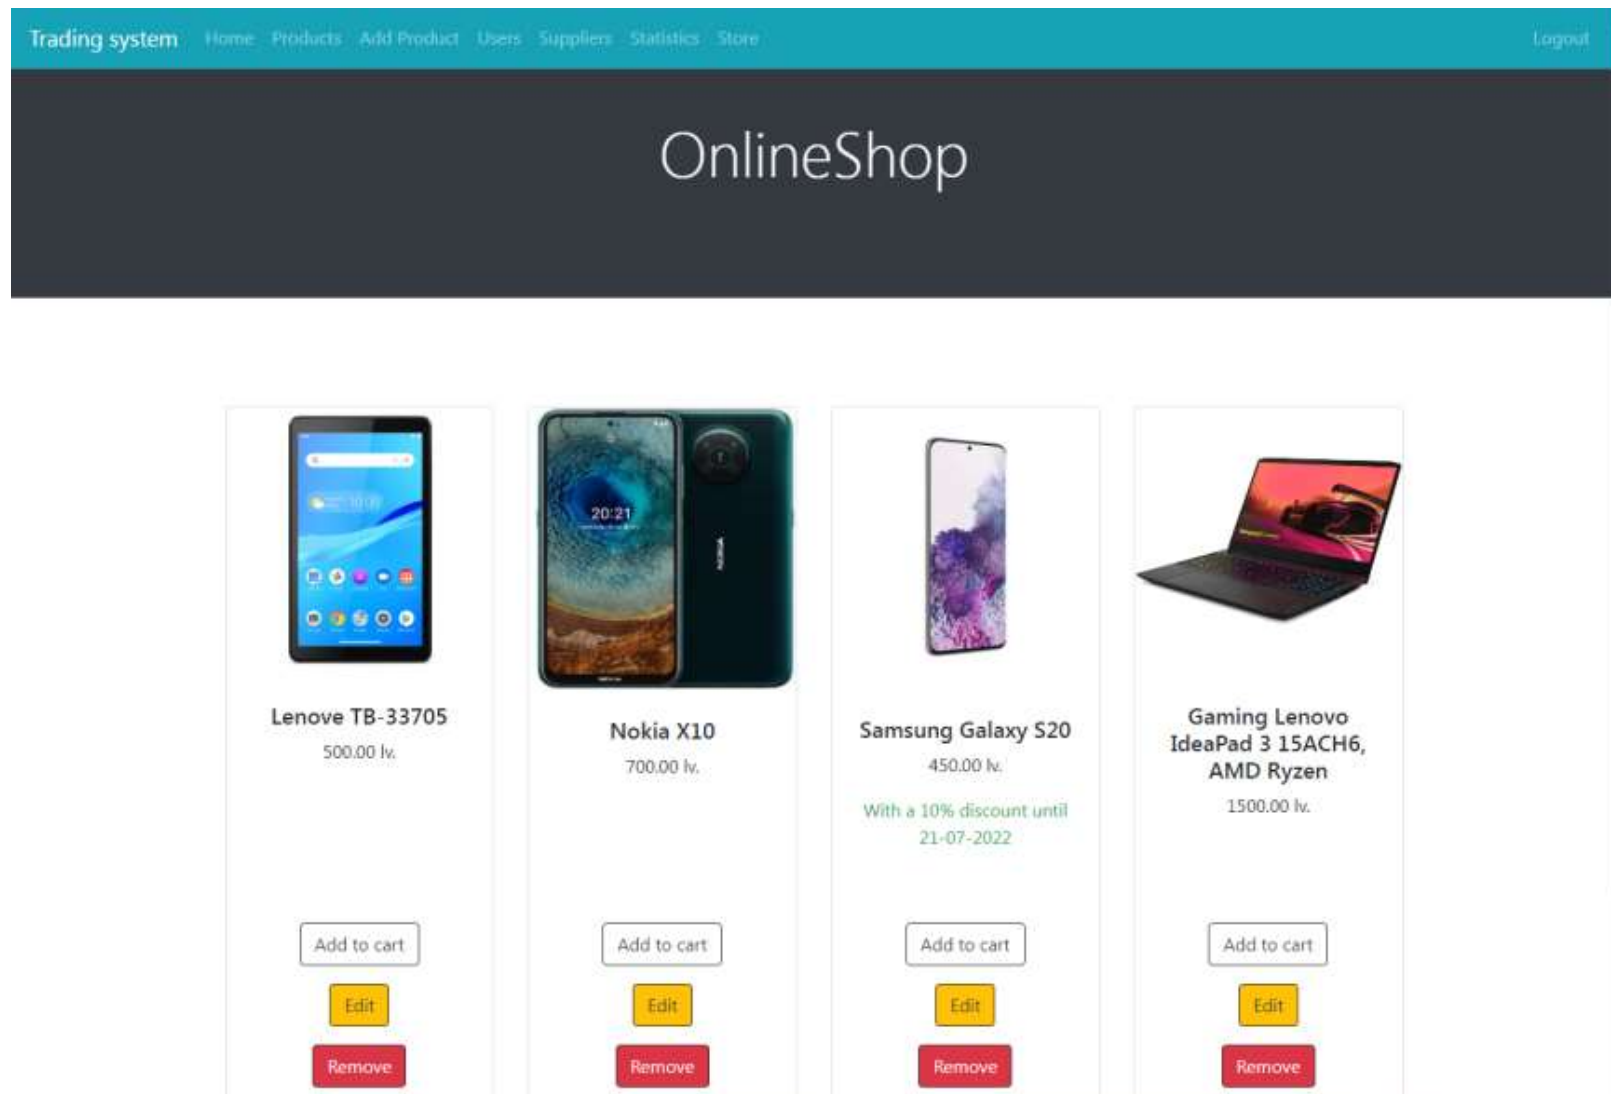 Trading system Home Products Add Product Users Suppliers Statistics Store Logout
OnlineShop
20:21
NOKIA
Lenove TB-33705
500.00 lv.
Nokia X10
700.00 lv.
Samsung Galaxy S20
450.00 lv.
With a 10% discount until
21-07-2022
Gaming Lenovo
IdeaPad 3 15ACH6,
AMD Ryzen
1500.00 lv.
Add to cart Add to cart Add to cart Add to cart
Edit Edit Edit Edit
Remove Remove Remove Remove